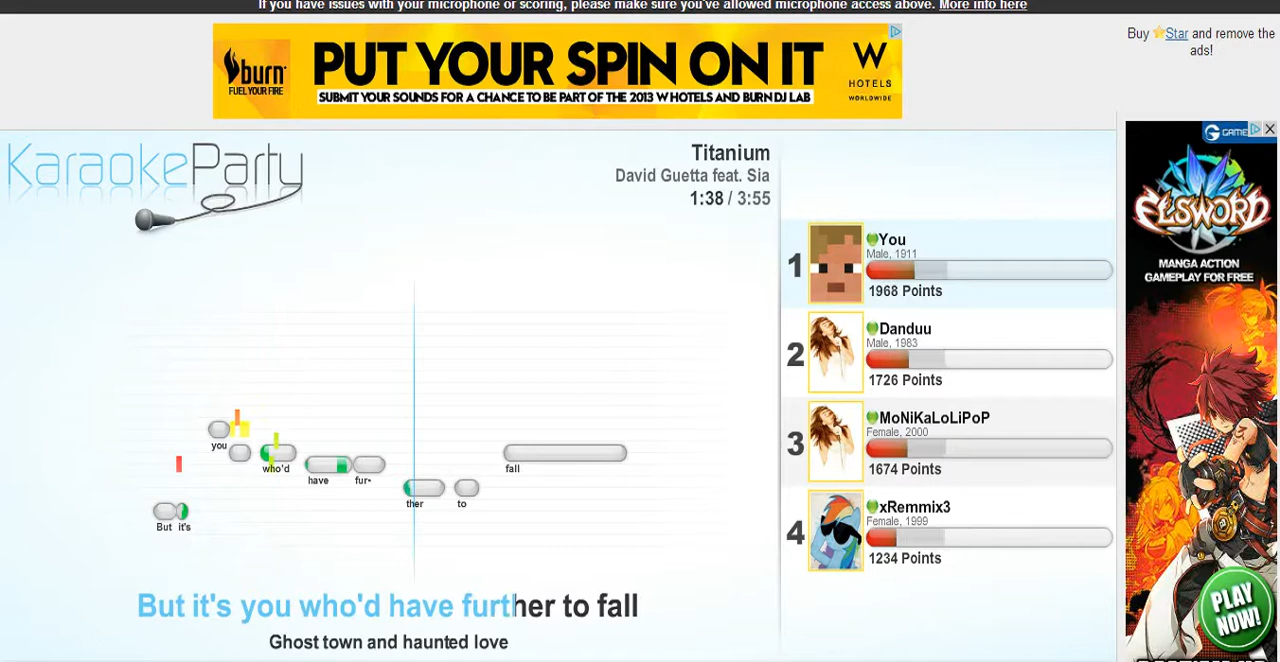 If you have issues with your microphone or scoring, please make sure you've allowed microphone access above. More info here
burn
FUEL YOUR FIRE
PUT YOUR SPIN ON IT
SUBMIT YOUR SOUNDS FOR A CHANCE TO BE PART OF THE 2013 W HOTELS AND BURN DJ LAB
W
HOTELS
WORLDWIDE
Buy Star and remove the
ads!
KaraokeParty
Titanium
David Guetta feat. Sia
1:38 / 3:55
you
who'd
have
fur-
ther
to
fall
But it's
But it's you who'd have further to fall
Ghost town and haunted love
1
You
Male, 1911
1968 Points
2
Danduu
Male, 1983
1726 Points
3
MoNiKaLoLiPoP
Female, 2000
1674 Points
4
xRemmix3
Female, 1999
1234 Points
GAME
ELSWORD
MANGA ACTION
GAMEPLAY FOR FREE
PLAY
NOW!